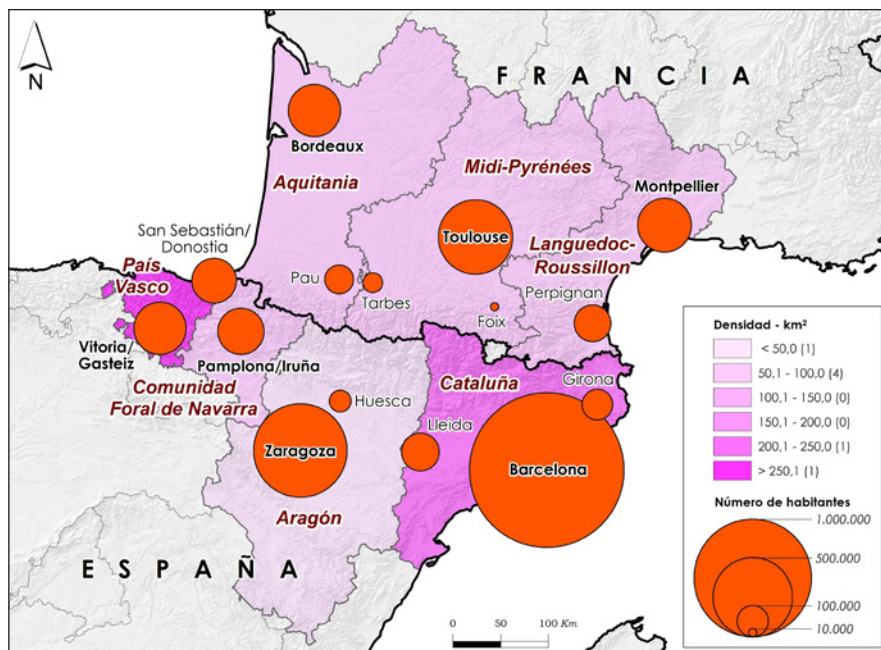 N
FRANCIA
Bordeaux
Aquitania
Midi-Pyrénées
Montpellier
San Sebastián/
Donostia
Toulouse
Languedoc-
Roussillon
País
Vasco
Pau
Tarbes
Foix
Perpignan
Vitoria/
Gasteiz
Pamplona/Iruña
Comunidad
Foral de Navarra
Cataluña
Girona
Huesca
Lleida
Zaragoza
Barcelona
Aragón
ESPAÑA
0 50 100 Km
Densidad - km²
< 50,0 (1)
50,1 - 100,0 (4)
100,1 - 150,0 (0)
150,1 - 200,0 (0)
200,1 - 250,0 (1)
> 250,1 (1)
Número de habitantes
1.000.000
500.000
100.000
10.000